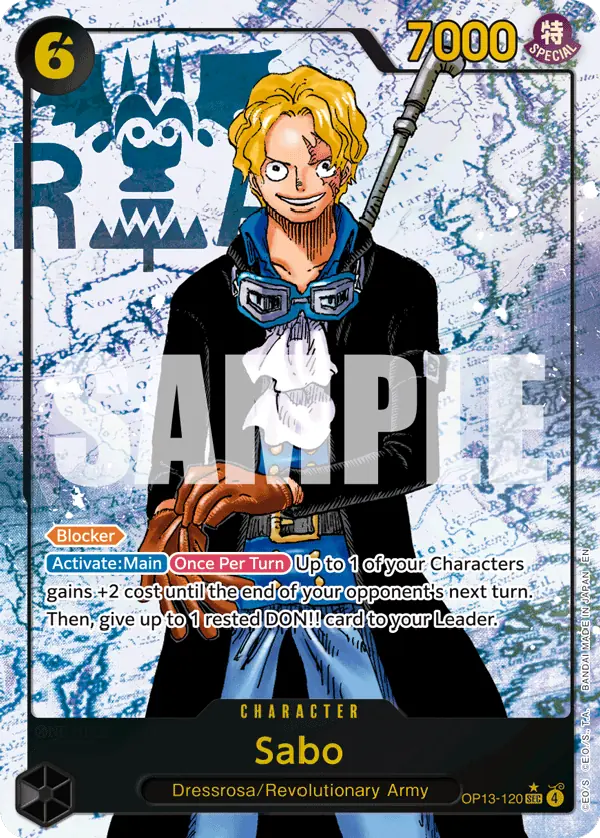 6
7000
特
SPECIAL
R A
SAMPLE
Blocker
Activate:Main Once Per Turn Up to 1 of your Characters
gains +2 cost until the end of your opponent's next turn.
Then, give up to 1 rested DON!! card to your Leader.
CHARACTER
Sabo
Dressrosa/Revolutionary Army
OP13-120 ★ SEC 4
©E.O/S. ©E.O./S.,T.A. BANDAI MADE IN JAPAN EN